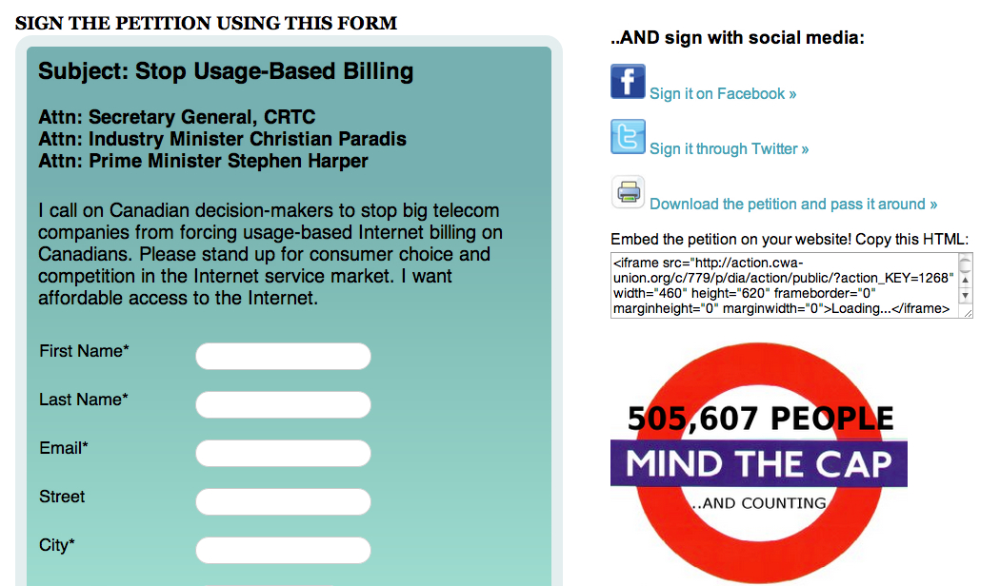 SIGN THE PETITION USING THIS FORM
Subject: Stop Usage-Based Billing
Attn: Secretary General, CRTC
Attn: Industry Minister Christian Paradis
Attn: Prime Minister Stephen Harper
I call on Canadian decision-makers to stop big telecom
companies from forcing usage-based Internet billing on
Canadians. Please stand up for consumer choice and
competition in the Internet service market. I want
affordable access to the Internet.
First Name*
Last Name*
Email*
Street
City*
..AND sign with social media:
f
Sign it on Facebook »
t
Sign it through Twitter »
Download the petition and pass it around »
Embed the petition on your website! Copy this HTML:
<iframe src="http://action.cwa-
union.org/c/779/p/dia/action/public/?action_KEY=1268"
width="460" height="620" frameborder="0"
marginheight="0" marginwidth="0">Loading...</iframe>
505,607 PEOPLE
MIND THE CAP
..AND COUNTING